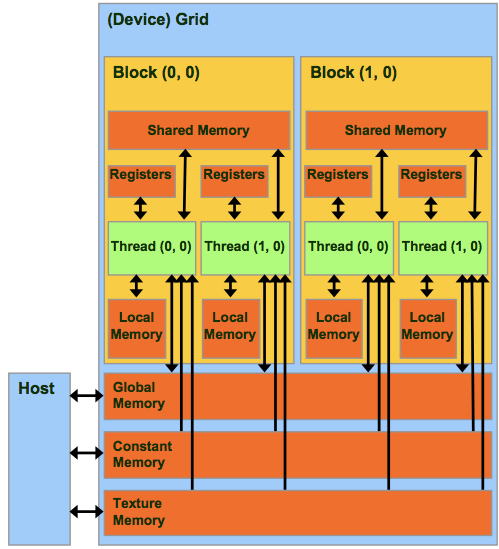 (Device) Grid
Block (0, 0)
Shared Memory
Registers
Registers
Thread (0, 0)
Thread (1, 0)
Local
Memory
Local
Memory
Block (1, 0)
Shared Memory
Registers
Registers
Thread (0, 0)
Thread (1, 0)
Local
Memory
Local
Memory
Host
Global
Memory
Constant
Memory
Texture
Memory